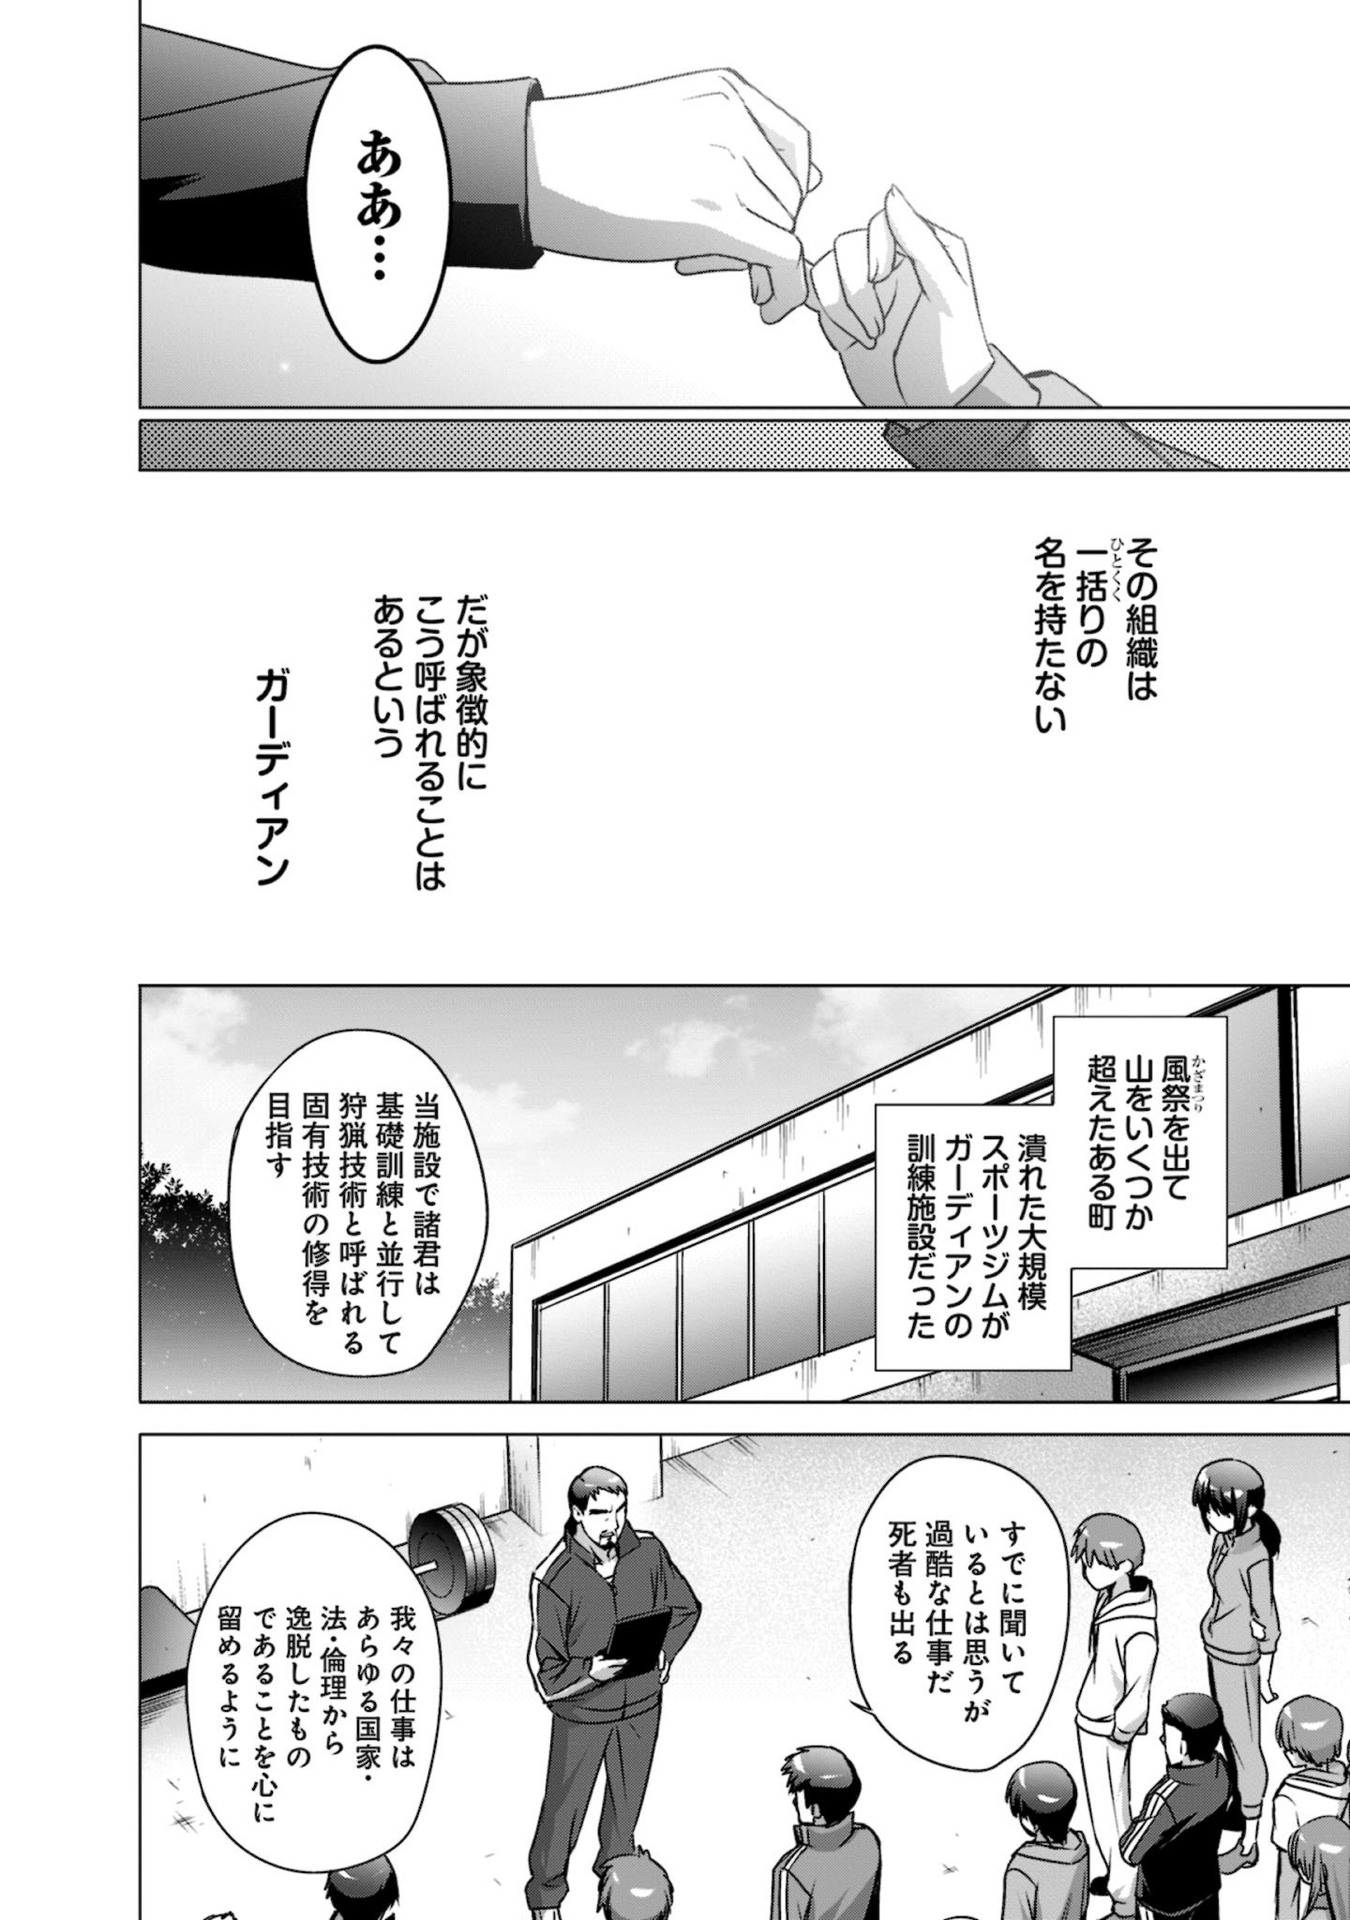 ああ…
その組織は
一括りの
ひとくく
名を持たない
だが象徴的に
こう呼ばれることは
あるという
ガーディアン
風祭を出て
かざまつり
山をいくつか
超えたある町
潰れた大規模
スポーツジムが
ガーディアンの
訓練施設だった
当施設で諸君は
基礎訓練と並行して
狩猟技術と呼ばれる
固有技術の修得を
目指す
すでに聞いて
いるとは思うが
過酷な仕事だ
死者も出る
我々の仕事は
あらゆる国家・
法・倫理から
逸脱したもの
であることを心に
留めるように